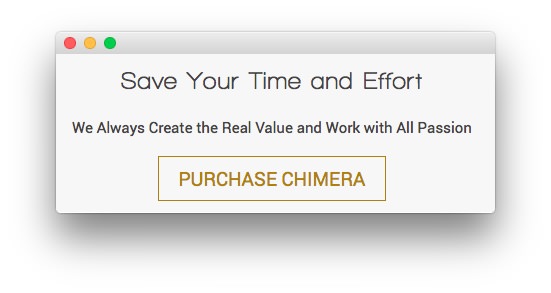 Save Your Time and Effort
We Always Create the Real Value and Work with All Passion
PURCHASE CHIMERA